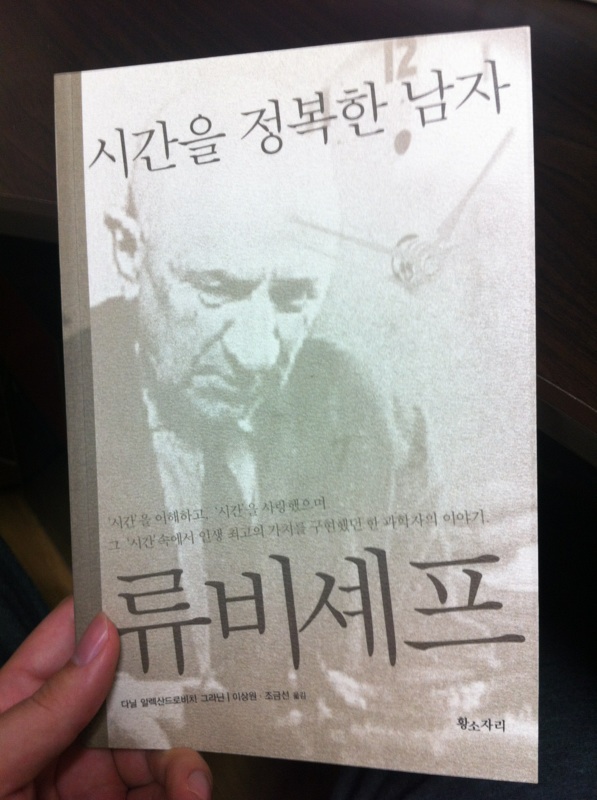 12
시간을 정복한 남자
'시간'을 이해하고, '시간'을 사랑했으며
그 '시간'속에서 인생 최고의 가치를 구현했던 한 과학자의 이야기.
류비셰프
다닐 알렉산드로비치 그라닌 | 이상원·조금선 옮김
황소자리